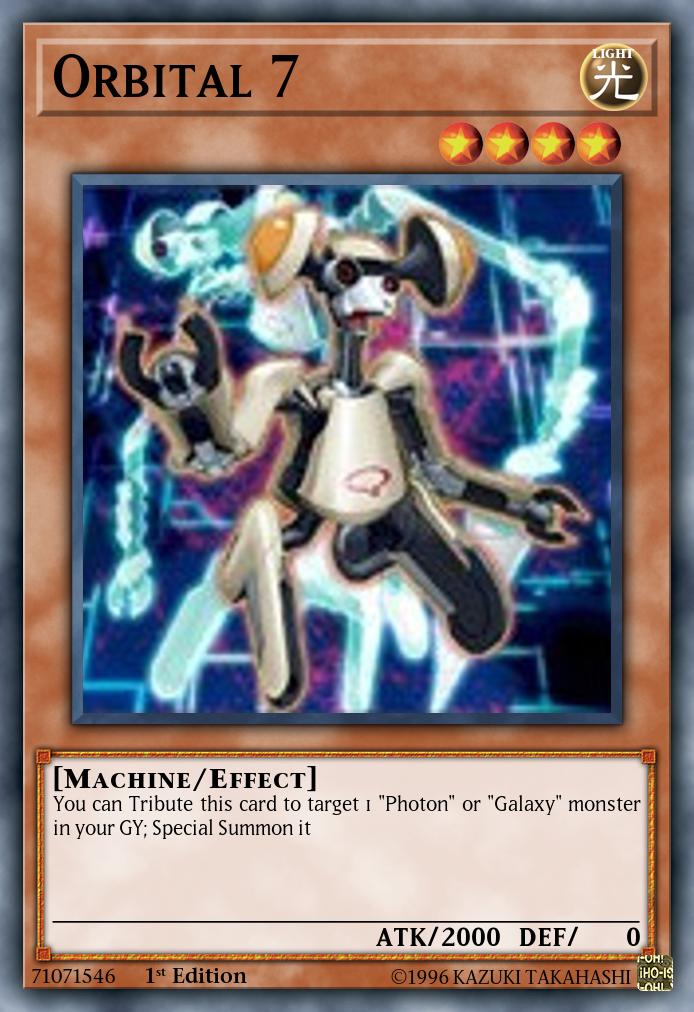 Orbital 7
LIGHT
光
[Machine/Effect]
You can Tribute this card to target 1 "Photon" or "Galaxy" monster
in your GY; Special Summon it
ATK/2000 DEF/ 0
71071546 1st Edition ©1996 KAZUKI TAKAHASHI